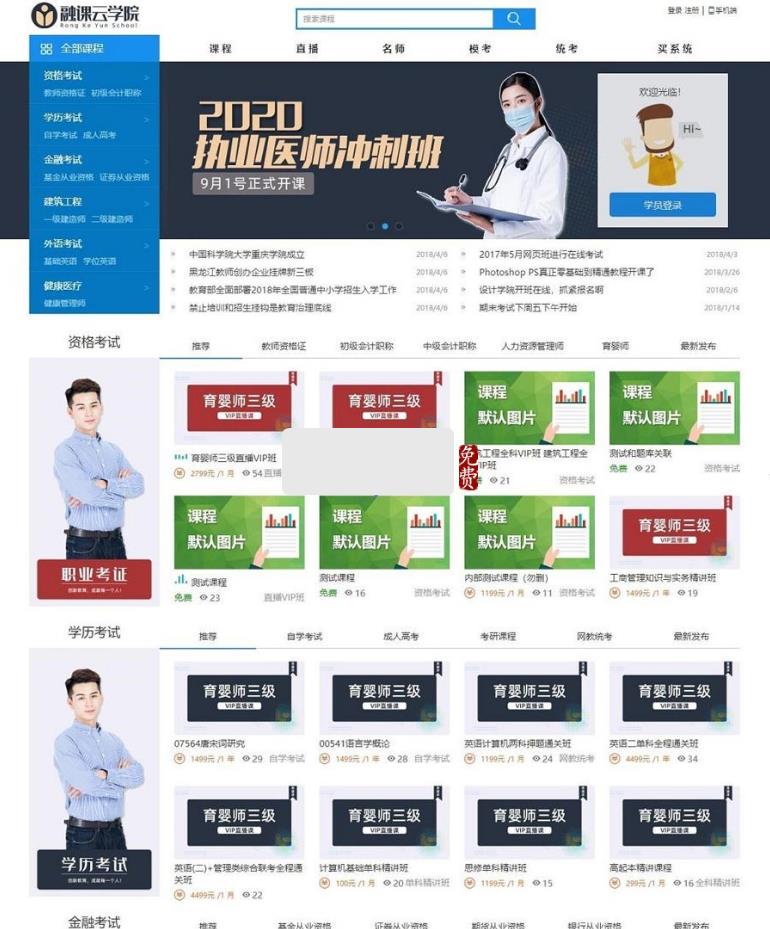 融课云学院
Rong Ke Yun School
搜索课程
登录 注册 | 手机端
全部课程
课程 直播 名师 模考 统考 买系统
资格考试 >
教师资格证 初级会计职称
学历考试 >
自学考试 成人高考
金融考试 >
基金从业资格 证券从业资格
建筑工程 >
一级建造师 二级建造师
外语考试 >
基础英语 学位英语
健康医疗 >
健康管理师
2020
执业医师冲刺班
9月1号正式开课
欢迎光临!
HI~
学员登录
中国科学院大学重庆学院成立 2018/4/6
黑龙江教师创办企业挂牌新三板 2018/4/6
教育部全面部署2018年全国普通中小学招生入学工作 2018/4/6
禁止培训和招生挂钩是教育治理底线 2018/4/6
2017年5月网页班进行在线考试 2018/4/3
Photoshop PS真正零基础到精通教程开课了 2018/3/26
设计学院开班在线，抓紧报名啊 2018/2/6
期末考试下周五下午开始 2018/1/14
资格考试
推荐 教师资格证 初级会计职称 中级会计职称 人力资源管理师 育婴师 最新发布
职业考证
育婴师三级
VIP直播课
育婴师三级
VIP直播课
课程
默认图片
课程
默认图片
育婴师三级直播VIP班
2799元 /1 月 54 直播
工程全科VIP班 建筑工程全
IP班
21 资格考试
测试和题库关联
免费 22 资格考试
免费
课程
默认图片
课程
默认图片
课程
默认图片
育婴师三级
VIP直播课
测试课程
免费 23 直播VIP班
测试课程
免费 16 资格考试
内部测试课程（勿删）
1199元 /1 月 11 资格考试
工商管理知识与实务精讲班
1499元 /1 年 19
学历考试
推荐 自学考试 成人高考 考研课程 网教统考 最新发布
学历考试
育婴师三级
VIP直播课
育婴师三级
VIP直播课
育婴师三级
VIP直播课
育婴师三级
VIP直播课
07564唐宋词研究
1499元 /1 年 29 自学考试
00541语言学概论
1499元 /1 年 28 自学考试
英语计算机两科押题通关班
1199元 /1 月 24 网教统考
英语二单科全程通关班
4499元 /1 年 34
育婴师三级
VIP直播课
育婴师三级
VIP直播课
育婴师三级
VIP直播课
育婴师三级
VIP直播课
英语(二)+管理类综合联考全程通
关班
4499元 /1 月 22
计算机基础单科精讲班
100元 /1 月 20 单科精讲班
思修单科精讲班
1199元 /1 月 15
高起本精讲课程
299元 /1 月 16 全科精讲班
金融考试
推荐 基金从业资格 证券从业资格 期货从业资格 银行从业资格 最新发布